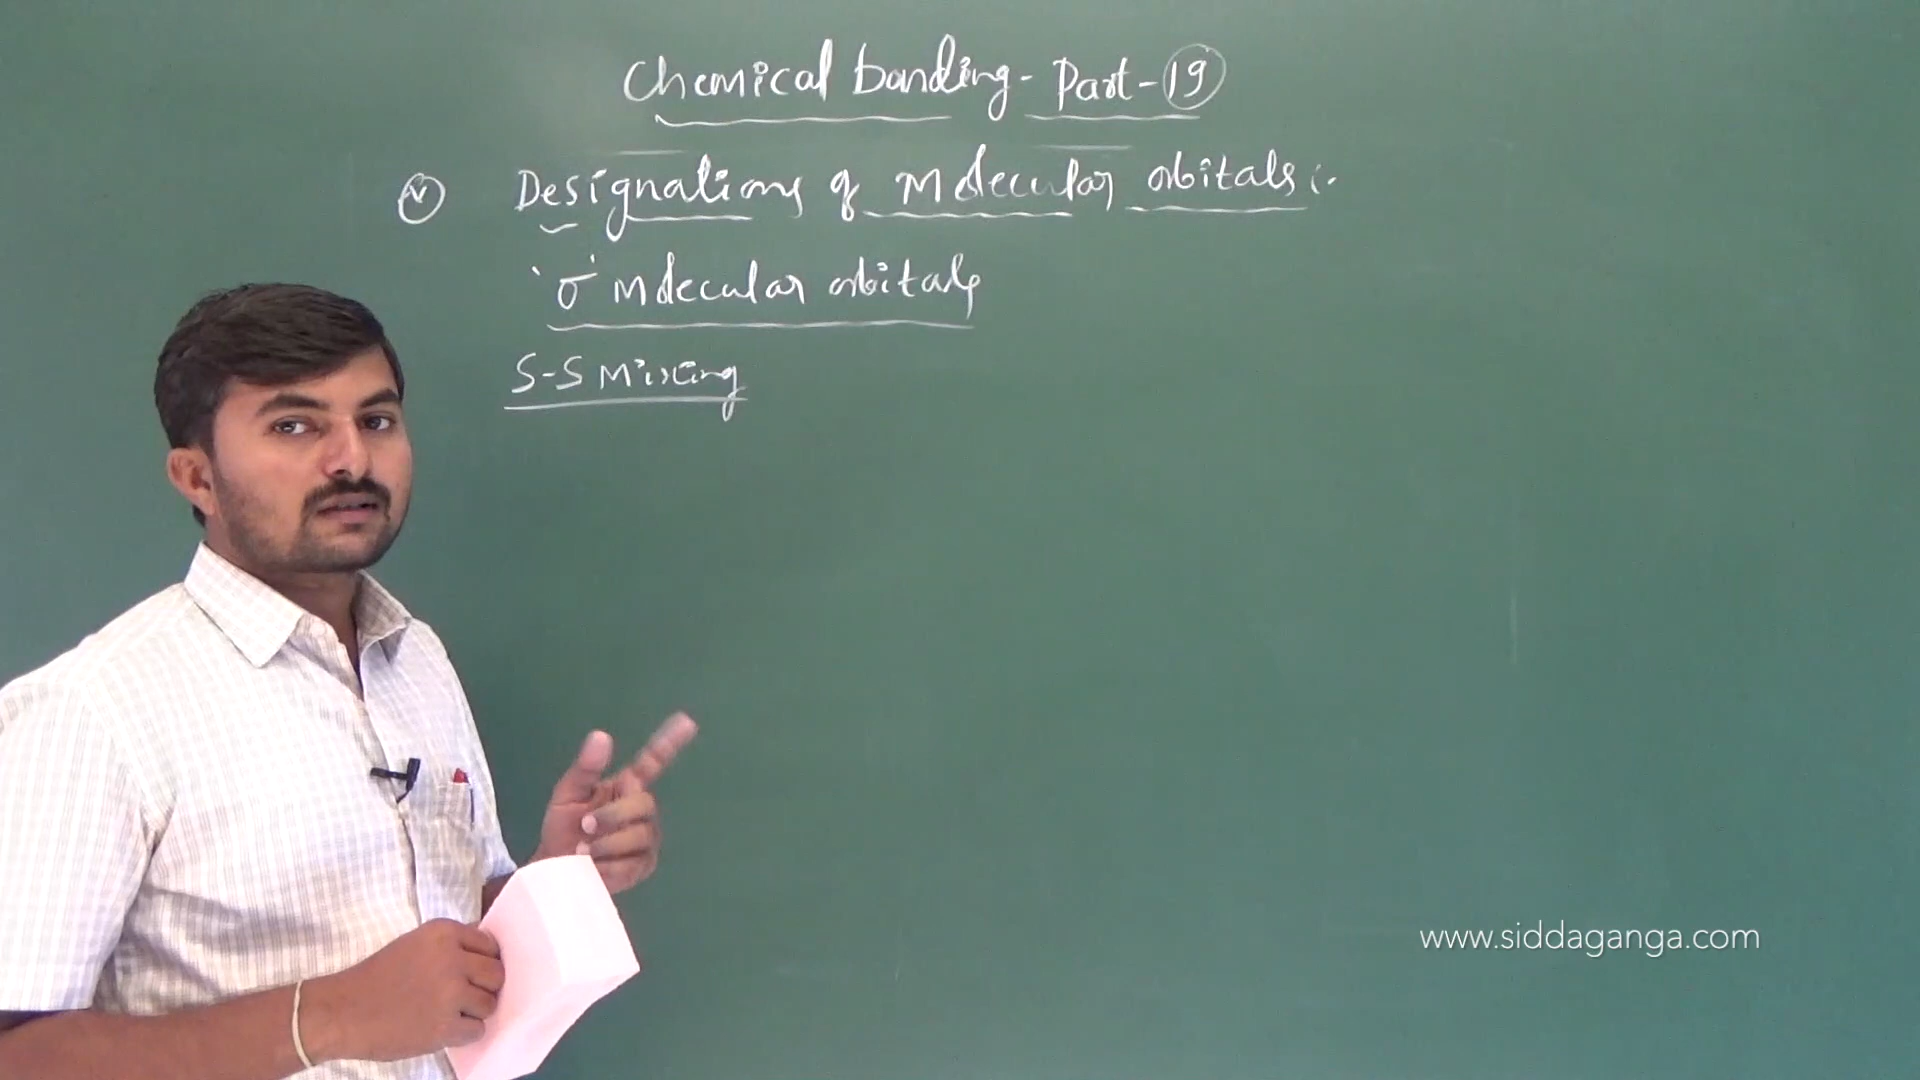 Chemical bonding - Part - 19
Designations of Molecular orbitals :-
'σ' Molecular orbitals
S-S Mixing
www.siddaganga.com